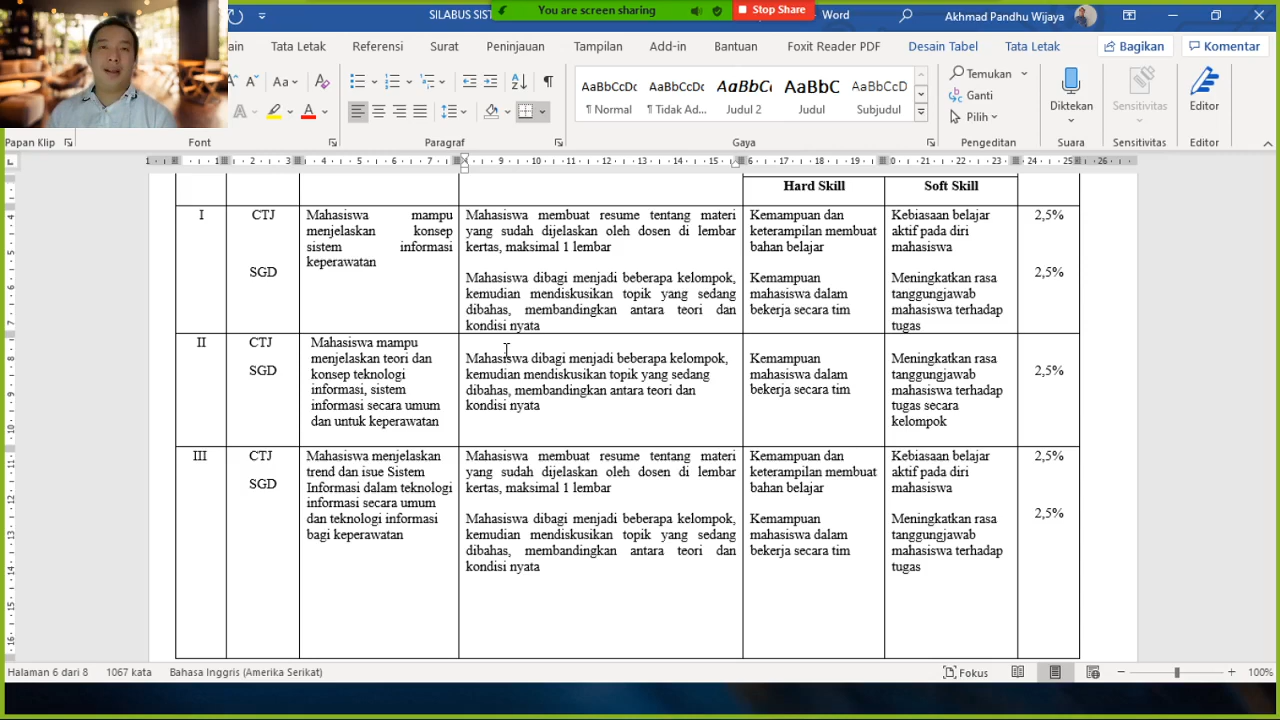 SILABUS SIST
You are screen sharing
Stop Share
Word
Akhmad Pandhu Wijaya
ain
Tata Letak
Referensi
Surat
Peninjauan
Tampilan
Add-in
Bantuan
Foxit Reader PDF
Desain Tabel
Tata Letak
Bagikan
Komentar
Aa
AaBbCcDc
AaBbCcDc
AaBbC
AaBbC
AaBbCcD
¶ Normal
¶ Tidak Ad...
Judul 2
Judul
Subjudul
Temukan
Ganti
Pilih
Diktekan
Sensitivitas
Editor
Papan Klip
Font
Paragraf
Gaya
Pengeditan
Suara
Sensitivitas
Editor
Hard Skill
Soft Skill
I
CTJ
SGD
Mahasiswa mampu
menjelaskan konsep
sistem informasi
keperawatan
Mahasiswa membuat resume tentang materi
yang sudah dijelaskan oleh dosen di lembar
kertas, maksimal 1 lembar
Mahasiswa dibagi menjadi beberapa kelompok,
kemudian mendiskusikan topik yang sedang
dibahas, membandingkan antara teori dan
kondisi nyata
Kemampuan dan
keterampilan membuat
bahan belajar
Kemampuan
mahasiswa dalam
bekerja secara tim
Kebiasaan belajar
aktif pada diri
mahasiswa
Meningkatkan rasa
tanggungjawab
mahasiswa terhadap
tugas
2,5%
2,5%
II
CTJ
SGD
Mahasiswa mampu
menjelaskan teori dan
konsep teknologi
informasi, sistem
informasi secara umum
dan untuk keperawatan
Mahasiswa dibagi menjadi beberapa kelompok,
kemudian mendiskusikan topik yang sedang
dibahas, membandingkan antara teori dan
kondisi nyata
Kemampuan
mahasiswa dalam
bekerja secara tim
Meningkatkan rasa
tanggungjawab
mahasiswa terhadap
tugas secara
kelompok
2,5%
III
CTJ
SGD
Mahasiswa menjelaskan
trend dan isue Sistem
Informasi dalam teknologi
informasi secara umum
dan teknologi informasi
bagi keperawatan
Mahasiswa membuat resume tentang materi
yang sudah dijelaskan oleh dosen di lembar
kertas, maksimal 1 lembar
Mahasiswa dibagi menjadi beberapa kelompok,
kemudian mendiskusikan topik yang sedang
dibahas, membandingkan antara teori dan
kondisi nyata
Kemampuan dan
keterampilan membuat
bahan belajar
Kemampuan
mahasiswa dalam
bekerja secara tim
Kebiasaan belajar
aktif pada diri
mahasiswa
Meningkatkan rasa
tanggungjawab
mahasiswa terhadap
tugas
2,5%
2,5%
Halaman 6 dari 8
1067 kata
Bahasa Inggris (Amerika Serikat)
Fokus
100%